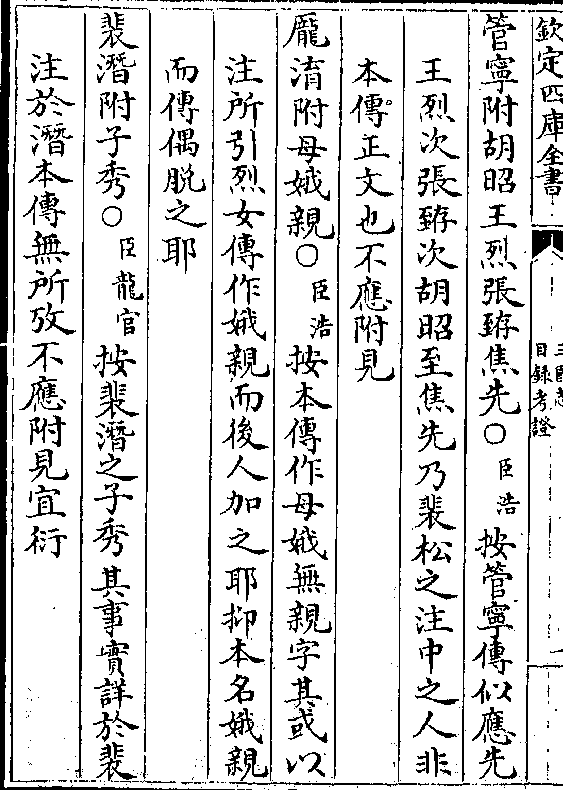 欽定四庫全書
三國志
目録考證
管寧附胡昭王烈張臶焦先○臣浩按管寧傳似應先
王烈次張臶次胡昭至焦先乃裴松之注中之人非
本傳正文也不應附見
龐淯附母娥親○臣浩按本傳作母娥無親字其或以
注所引烈女傳作娥親而後人加之耶抑本名娥親
而傳偶脱之耶
裴潛附子秀○臣龍官按裴潛之子秀其事實詳於裴
注於潛本傳無所攷不應附見宜衍